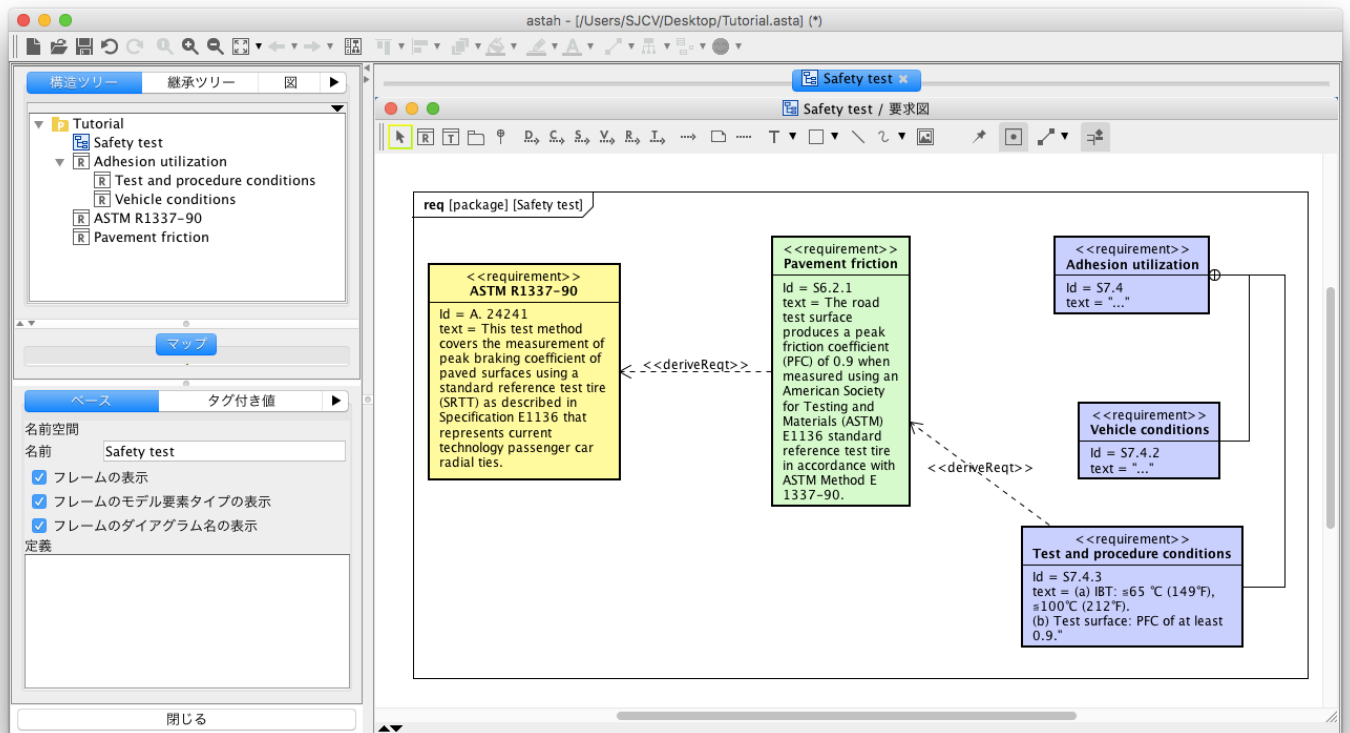 astah - [/Users/SJCV/Desktop/Tutorial.asta] (*)
構造ツリー 継承ツリー 図
Tutorial
Safety test
R Adhesion utilization
R Test and procedure conditions
R Vehicle conditions
R ASTM R1337-90
R Pavement friction
マップ
ベース タグ付き値
名前空間
名前 Safety test
フレームの表示
フレームのモデル要素タイプの表示
フレームのダイアグラム名の表示
定義
閉じる
Safety test
Safety test / 要求図
R T D C S V R T T
req [package] [Safety test]
<<requirement>>
ASTM R1337-90
Id = A. 24241
text = This test method
covers the measurement of
peak braking coefficient of
paved surfaces using a
standard reference test tire
(SRTT) as described in
Specification E1136 that
represents current
technology passenger car
radial ties.
<<deriveReqt>>
<<requirement>>
Pavement friction
Id = S6.2.1
text = The road
test surface
produces a peak
friction coefficient
(PFC) of 0.9 when
measured using an
American Society
for Testing and
Materials (ASTM)
E1136 standard
reference test tire
in accordance with
ASTM Method E
1337-90.
<<deriveReqt>>
<<requirement>>
Adhesion utilization
Id = S7.4
text = "..."
<<requirement>>
Vehicle conditions
Id = S7.4.2
text = "..."
<<requirement>>
Test and procedure conditions
Id = S7.4.3
text = (a) IBT: ≦65 ℃ (149℉),
≦100℃ (212℉).
(b) Test surface: PFC of at least
0.9."